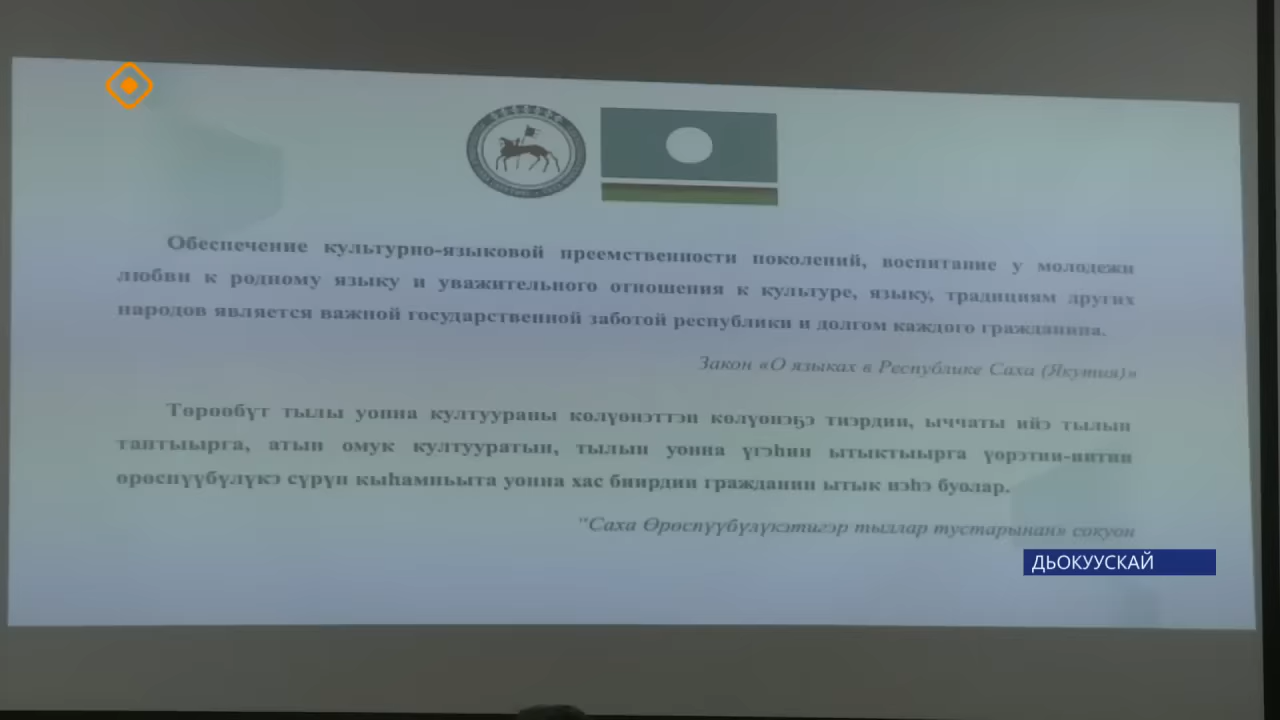 Обеспечение культурно-языковой преемственности поколений, воспитание у молодежи
любви к родному языку и уважительного отношения к культуре, языку, традициям других
народов является важной государственной заботой республики и долгом каждого гражданина.
Закон «О языках в Республике Саха (Якутия)»
Төрөөбүт тылы уонна култуураны көлүөнэттэн көлүөнэҕэ тиэрдии, ыччаты ийэ тылын
таптыырга, атын омук култууратын, тылын уонна үгэһин ытыктыырга үөрэтии-иитии
өрөспүүбүлүкэ сүрүн кыһамньыта уонна хас биирдии гражданин ытык иэһэ буолар.
"Саха Өрөспүүбүлүкэтигэр тыллар тустарынан» сокуон
ДЬОКУУСКАЙ